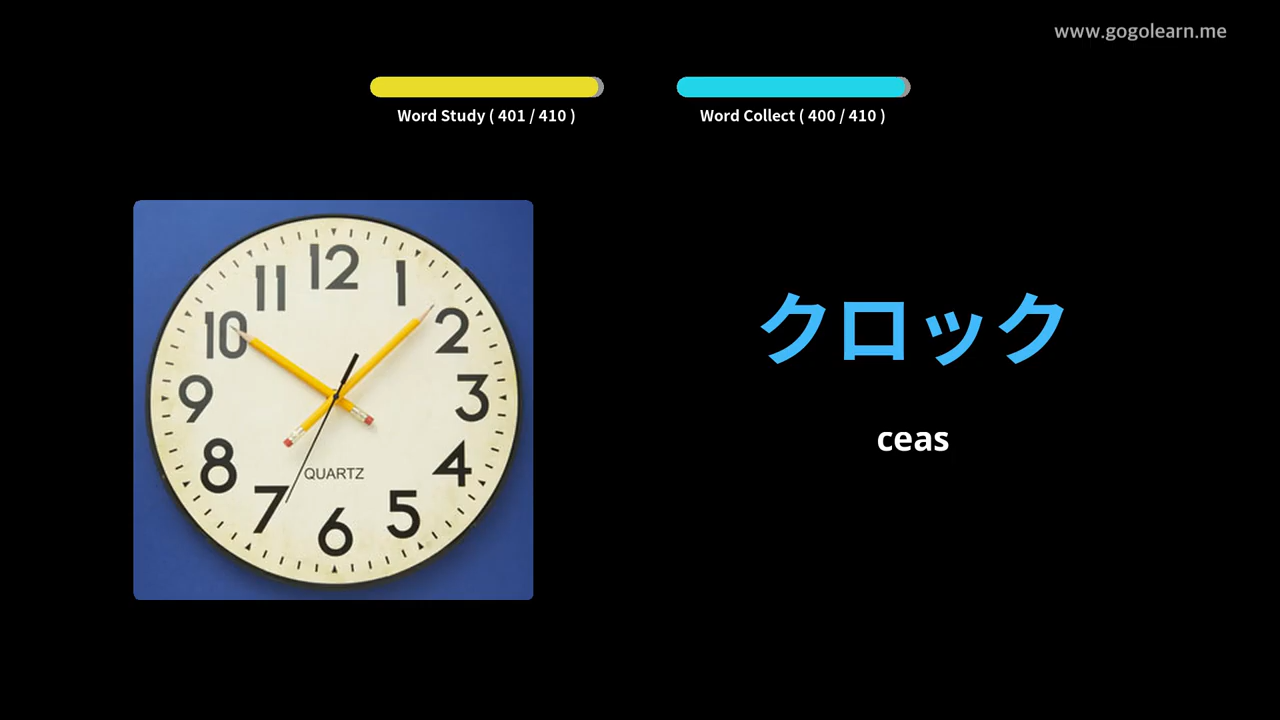 www.gogolearn.me
Word Study ( 401 / 410 )
Word Collect ( 400 / 410 )
12
11
1
10
2
9
3
8
4
QUARTZ
7
5
6
クロック
ceas